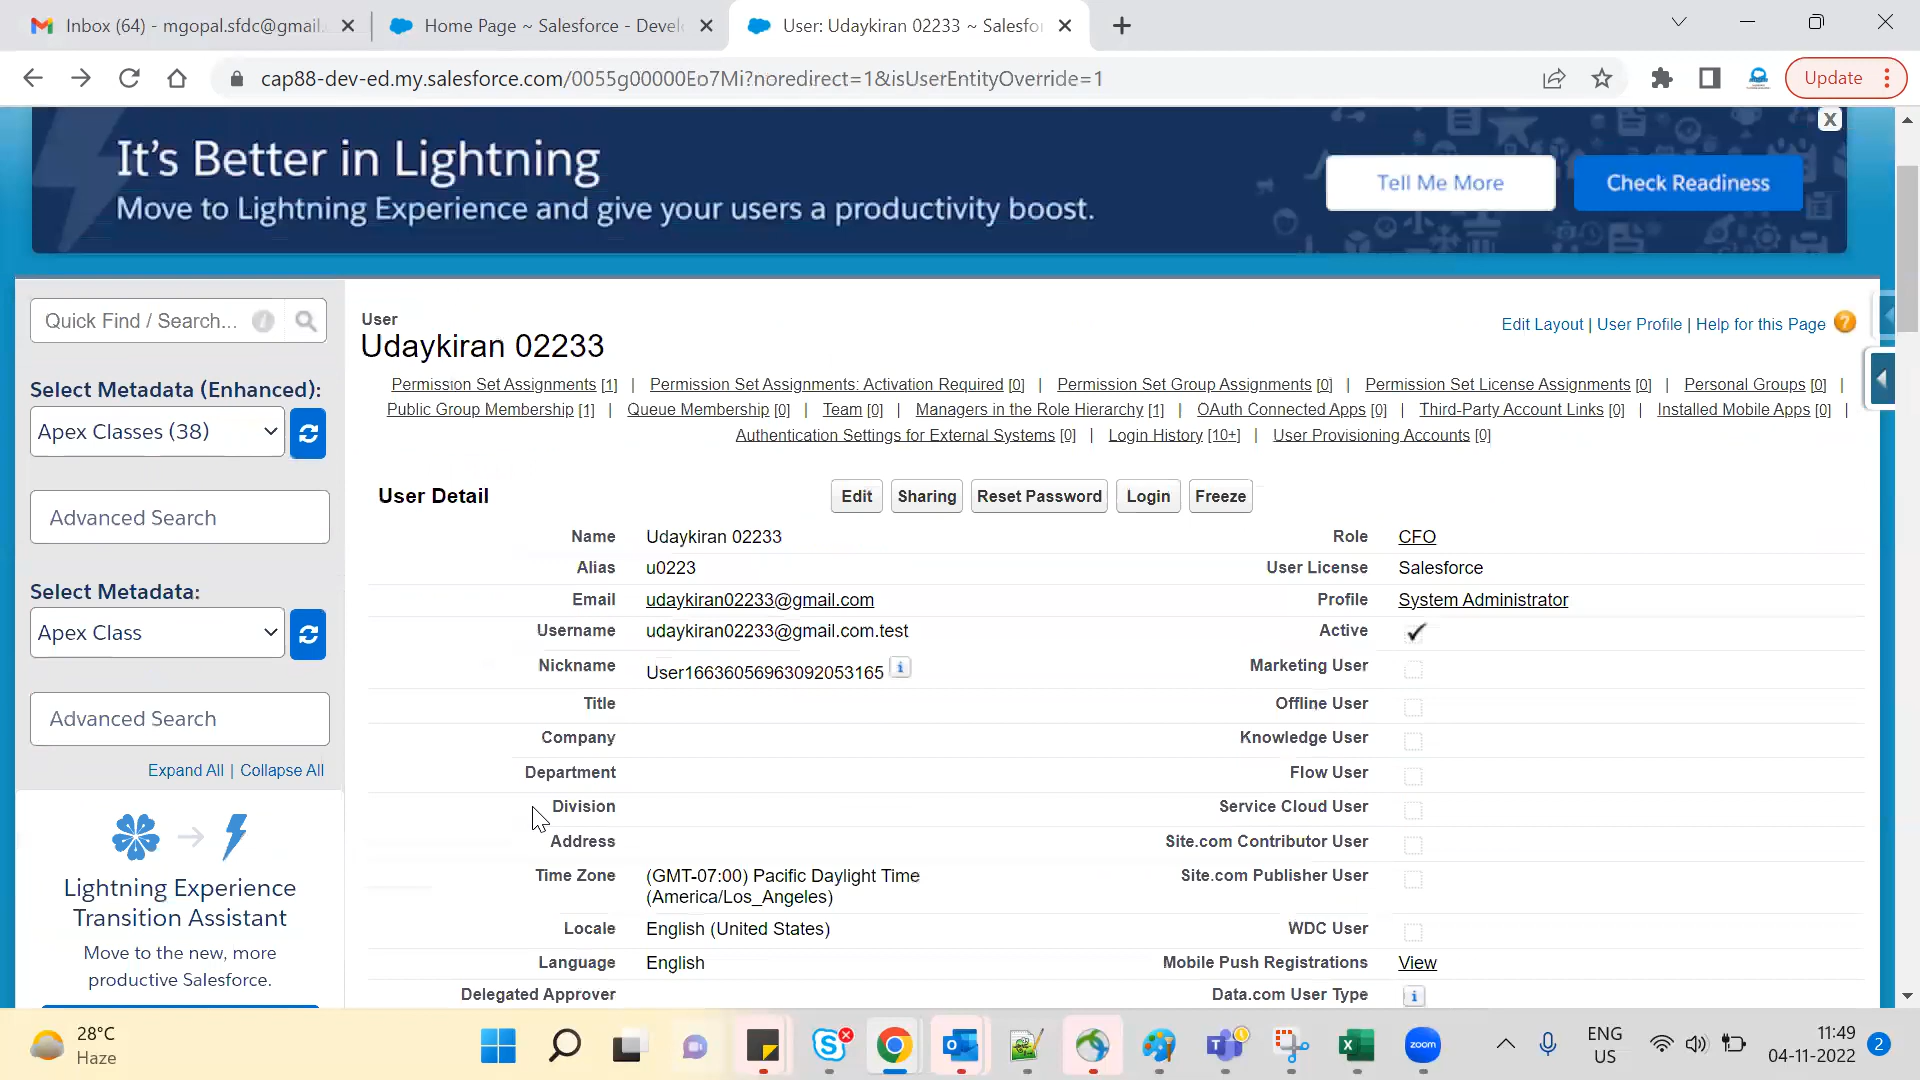 Inbox (64) - mgopal.sfdc@gmail.
Home Page ~ Salesforce - Develo
User: Udaykiran 02233 ~ Salesfor
cap88-dev-ed.my.salesforce.com/0055g00000Eo7Mi?noredirect=1&isUserEntityOverride=1
Update
It's Better in Lightning
Move to Lightning Experience and give your users a productivity boost.
Tell Me More
Check Readiness
X
Quick Find / Search...
Select Metadata (Enhanced):
Apex Classes (38)
Advanced Search
Select Metadata:
Apex Class
Advanced Search
Expand All | Collapse All
Lightning Experience
Transition Assistant
Move to the new, more
productive Salesforce.
User
Udaykiran 02233
Edit Layout | User Profile | Help for this Page ?
Permission Set Assignments [1] | Permission Set Assignments: Activation Required [0] | Permission Set Group Assignments [0] | Permission Set License Assignments [0] | Personal Groups [0] |
Public Group Membership [1] | Queue Membership [0] | Team [0] | Managers in the Role Hierarchy [1] | OAuth Connected Apps [0] | Third-Party Account Links [0] | Installed Mobile Apps [0] |
Authentication Settings for External Systems [0] | Login History [10+] | User Provisioning Accounts [0]
User Detail
Edit Sharing Reset Password Login Freeze
Name Udaykiran 02233 Role CFO
Alias u0223 User License Salesforce
Email udaykiran02233@gmail.com Profile System Administrator
Username udaykiran02233@gmail.com.test Active ✓
Nickname User16636056963092053165 i Marketing User
Title Offline User
Company Knowledge User
Department Flow User
Division Service Cloud User
Address Site.com Contributor User
Time Zone (GMT-07:00) Pacific Daylight Time Site.com Publisher User
(America/Los_Angeles)
Locale English (United States) WDC User
Language English Mobile Push Registrations View
Delegated Approver Data.com User Type i
28°C
Haze
zoom
ENG
US
11:49
04-11-2022
2